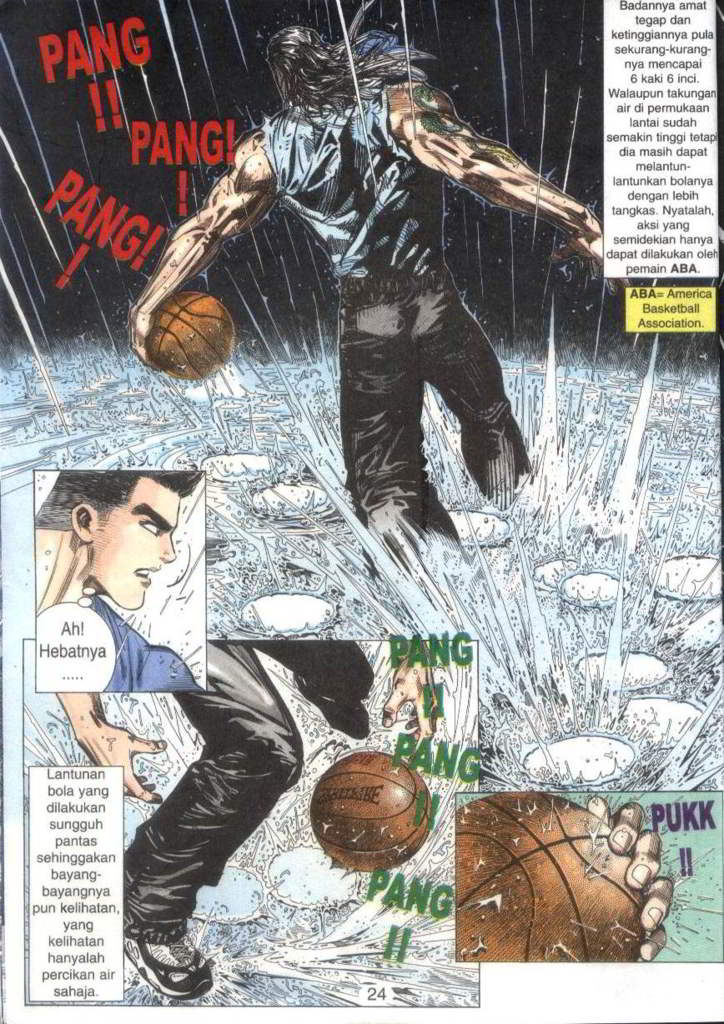 PANG
!!
PANG!
!
PANG!
!
Badannya amat
tegap dan
ketinggiannya pula
sekurang-kurang-
nya mencapai
6 kaki 6 inci.
Walaupun takungan
air di permukaan
lantai sudah
semakin tinggi tetap
dia masih dapat
melantun-
lantunkan bolanya
dengan lebih
tangkas. Nyatalah,
aksi yang
semidekian hanya
dapat dilakukan oleh
pemain ABA.
ABA= America
Basketball
Association.
Ah!
Hebatnya
.....
PANG
!!
PANG
!!
PANG
!!
Lantunan
bola yang
dilakukan
sungguh
pantas
sehinggakan
bayang-
bayangnya
pun kelihatan,
yang
kelihatan
hanyalah
percikan air
sahaja.
PUKK
!!
24